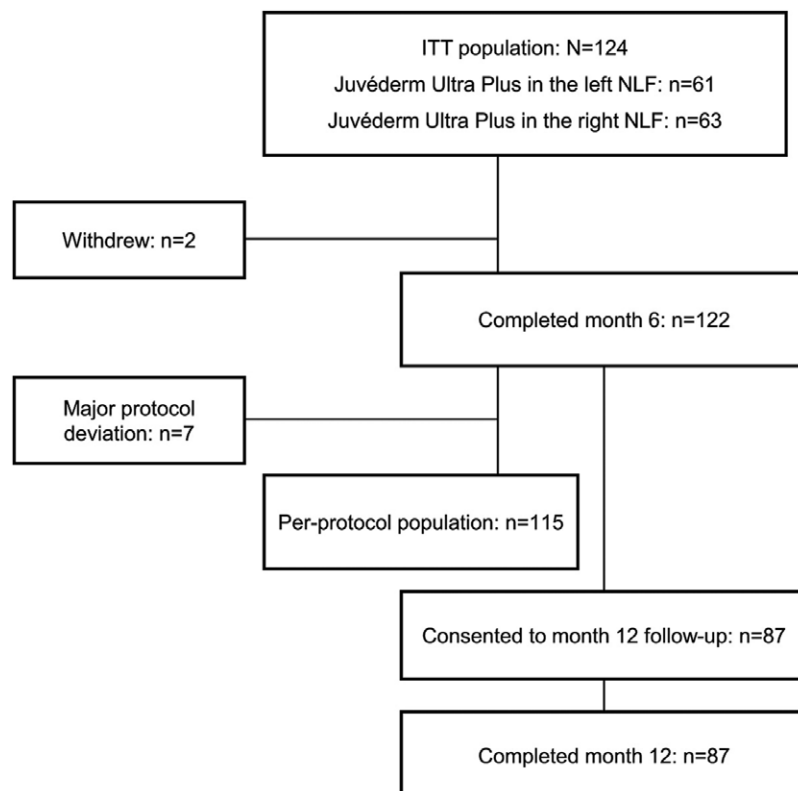 ITT population: N=124
Juvéderm Ultra Plus in the left NLF: n=61
Juvéderm Ultra Plus in the right NLF: n=63
Withdrew: n=2
Completed month 6: n=122
Major protocol
deviation: n=7
Per-protocol population: n=115
Consented to month 12 follow-up: n=87
Completed month 12: n=87